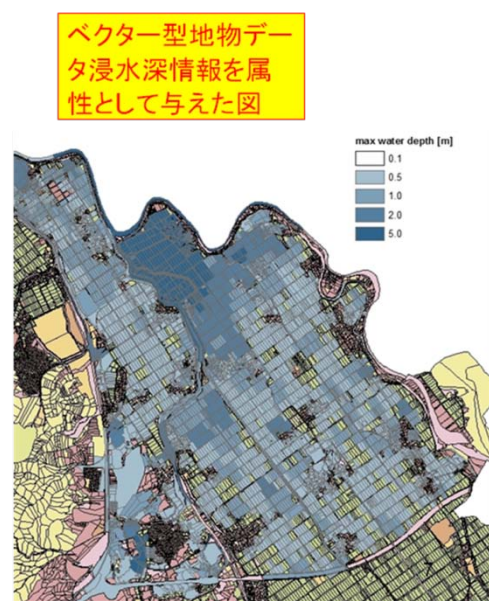 ベクター型地物デー
タ浸水深情報を属
性として与えた図
max water depth [m]
0.1
0.5
1.0
2.0
5.0